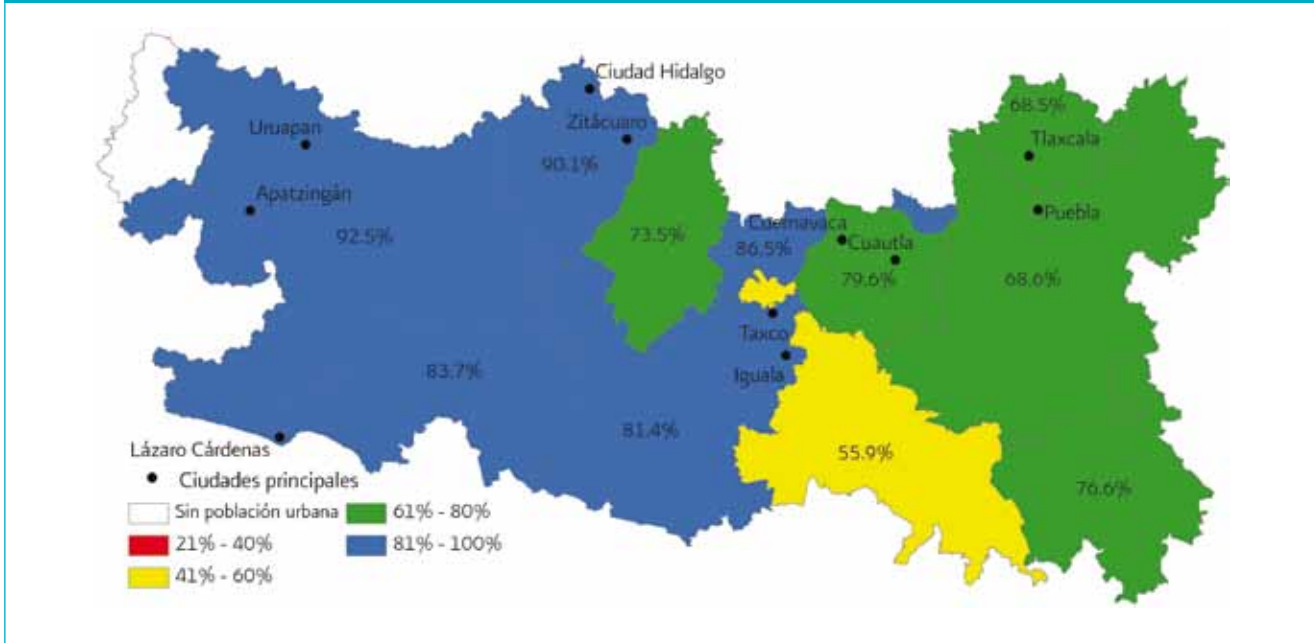 Ciudad Hidalgo
68.5%
Uruapan
Zitácuaro
Tlaxcala
90.1%
Apatzingán
Puebla
Cuernavaca
92.5%
73.5%
86.5%
Cuautla
79.6%
68.6%
Taxco
83.7%
Iguala
81.4%
55.9%
76.6%
Lázaro Cárdenas
Ciudades principales
Sin población urbana
61% - 80%
21% - 40%
81% - 100%
41% - 60%